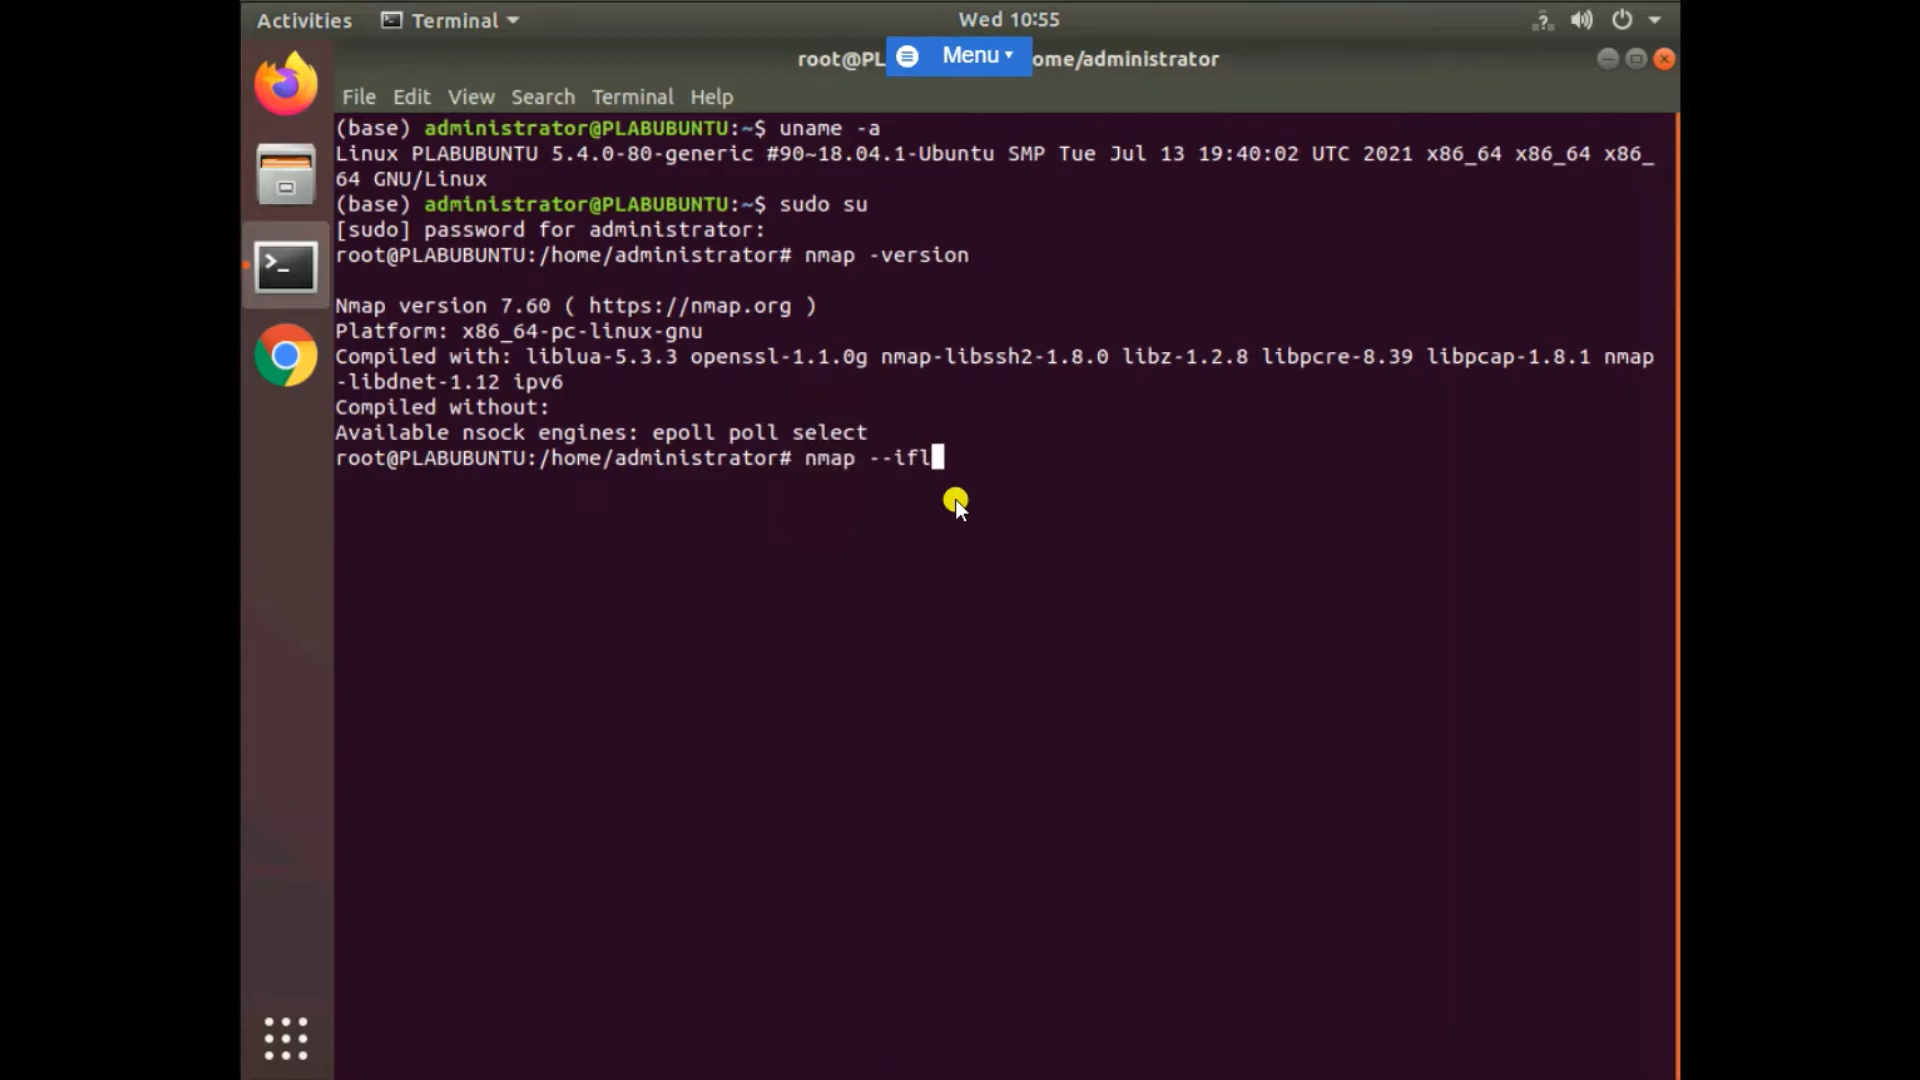 Activities Terminal Wed 10:55
root@PL Menu ome/administrator
File Edit View Search Terminal Help
(base) administrator@PLABUBUNTU:~$ uname -a
Linux PLABUBUNTU 5.4.0-80-generic #90~18.04.1-Ubuntu SMP Tue Jul 13 19:40:02 UTC 2021 x86_64 x86_64 x86_
64 GNU/Linux
(base) administrator@PLABUBUNTU:~$ sudo su
[sudo] password for administrator:
root@PLABUBUNTU:/home/administrator# nmap -version
Nmap version 7.60 ( https://nmap.org )
Platform: x86_64-pc-linux-gnu
Compiled with: liblua-5.3.3 openssl-1.1.0g nmap-libssh2-1.8.0 libz-1.2.8 libpcre-8.39 libpcap-1.8.1 nmap
-libdnet-1.12 ipv6
Compiled without:
Available nsock engines: epoll poll select
root@PLABUBUNTU:/home/administrator# nmap --ifl